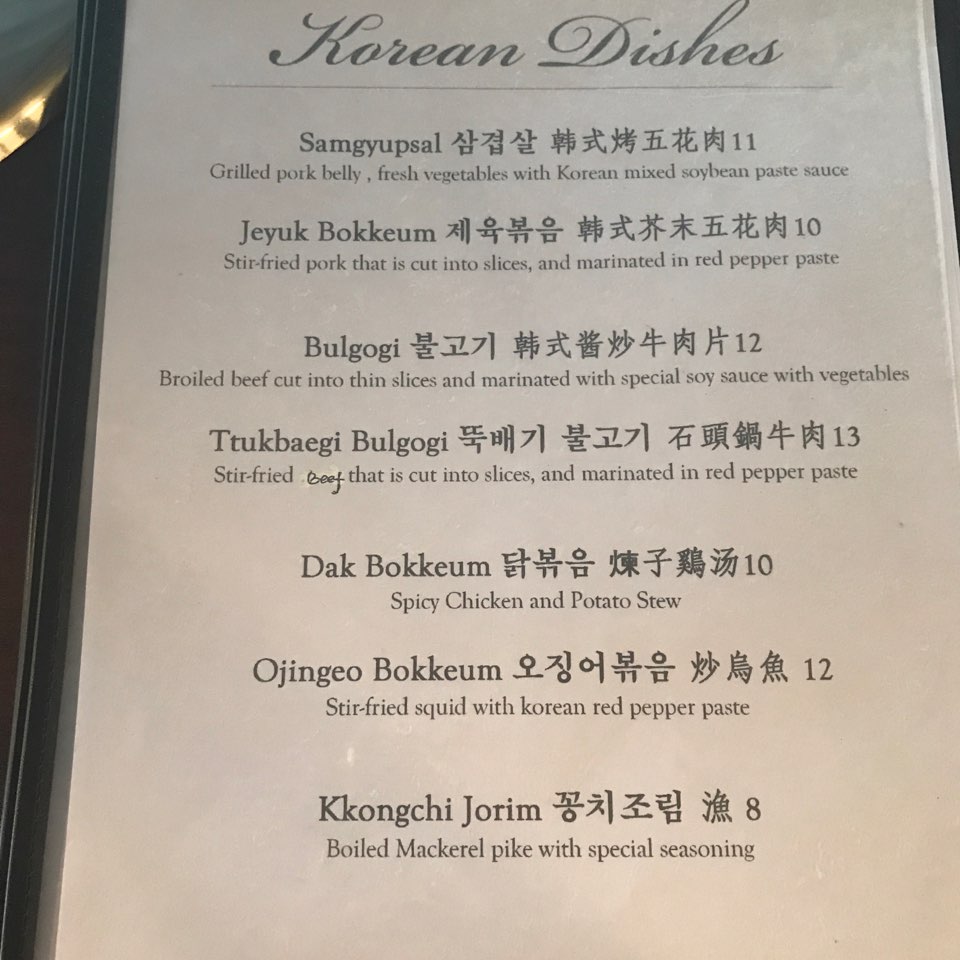 Korean Dishes
Samgyupsal 삼겹살 韩式烤五花肉11
Grilled pork belly , fresh vegetables with Korean mixed soybean paste sauce
Jeyuk Bokkeum 제육볶음 韩式芥末五花肉10
Stir-fried pork that is cut into slices, and marinated in red pepper paste
Bulgogi 불고기 韩式酱炒牛肉片12
Broiled beef cut into thin slices and marinated with special soy sauce with vegetables
Ttukbaegi Bulgogi 뚝배기 불고기 石頭鍋牛肉13
Stir-fried Beef that is cut into slices, and marinated in red pepper paste
Dak Bokkeum 닭볶음 煉子鷄汤10
Spicy Chicken and Potato Stew
Ojingeo Bokkeum 오징어볶음 炒烏魚 12
Stir-fried squid with korean red pepper paste
Kkongchi Jorim 꽁치조림 漁 8
Boiled Mackerel pike with special seasoning